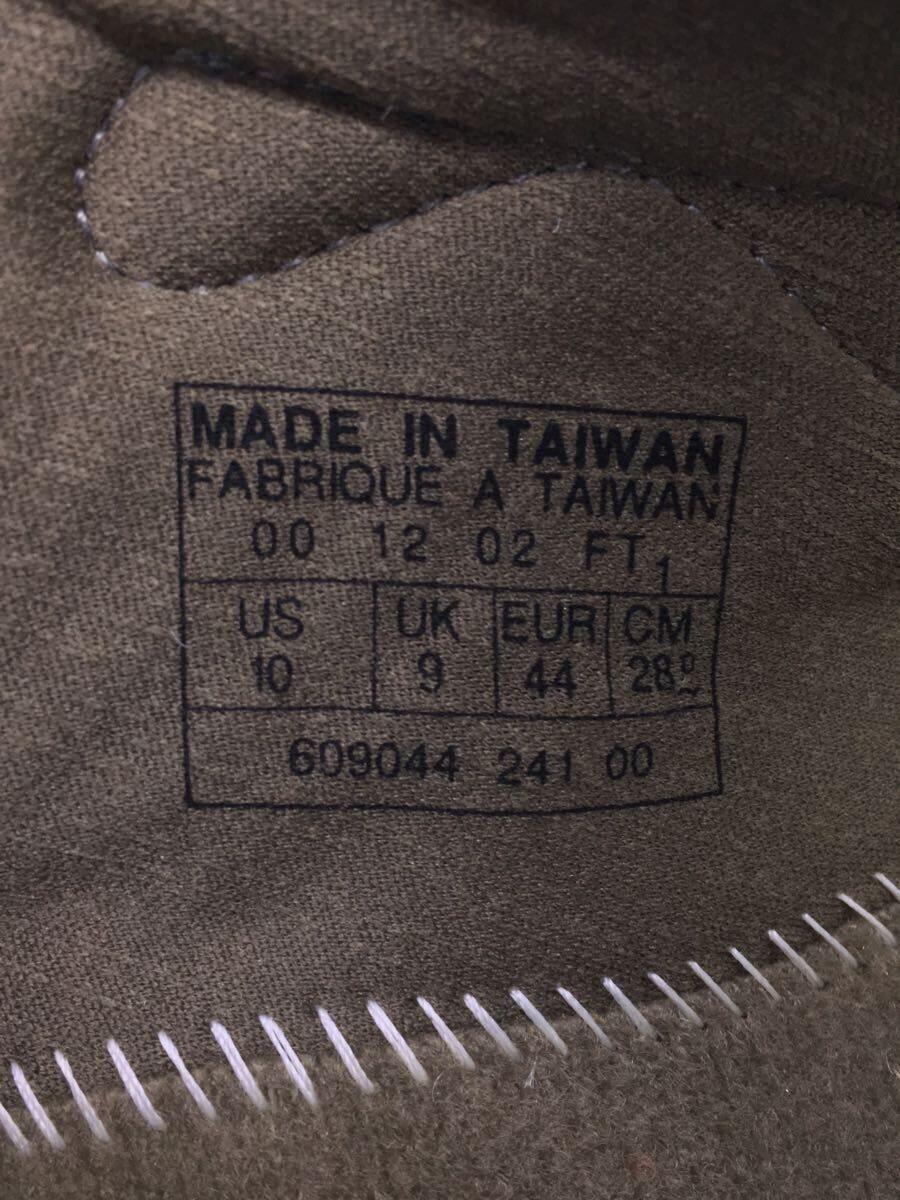 MADE IN TAIWAN
FABRIQUE A TAIWAN
00 12 02 FT1
US UK EUR CM
10 9 44 28.0
609044 241 00